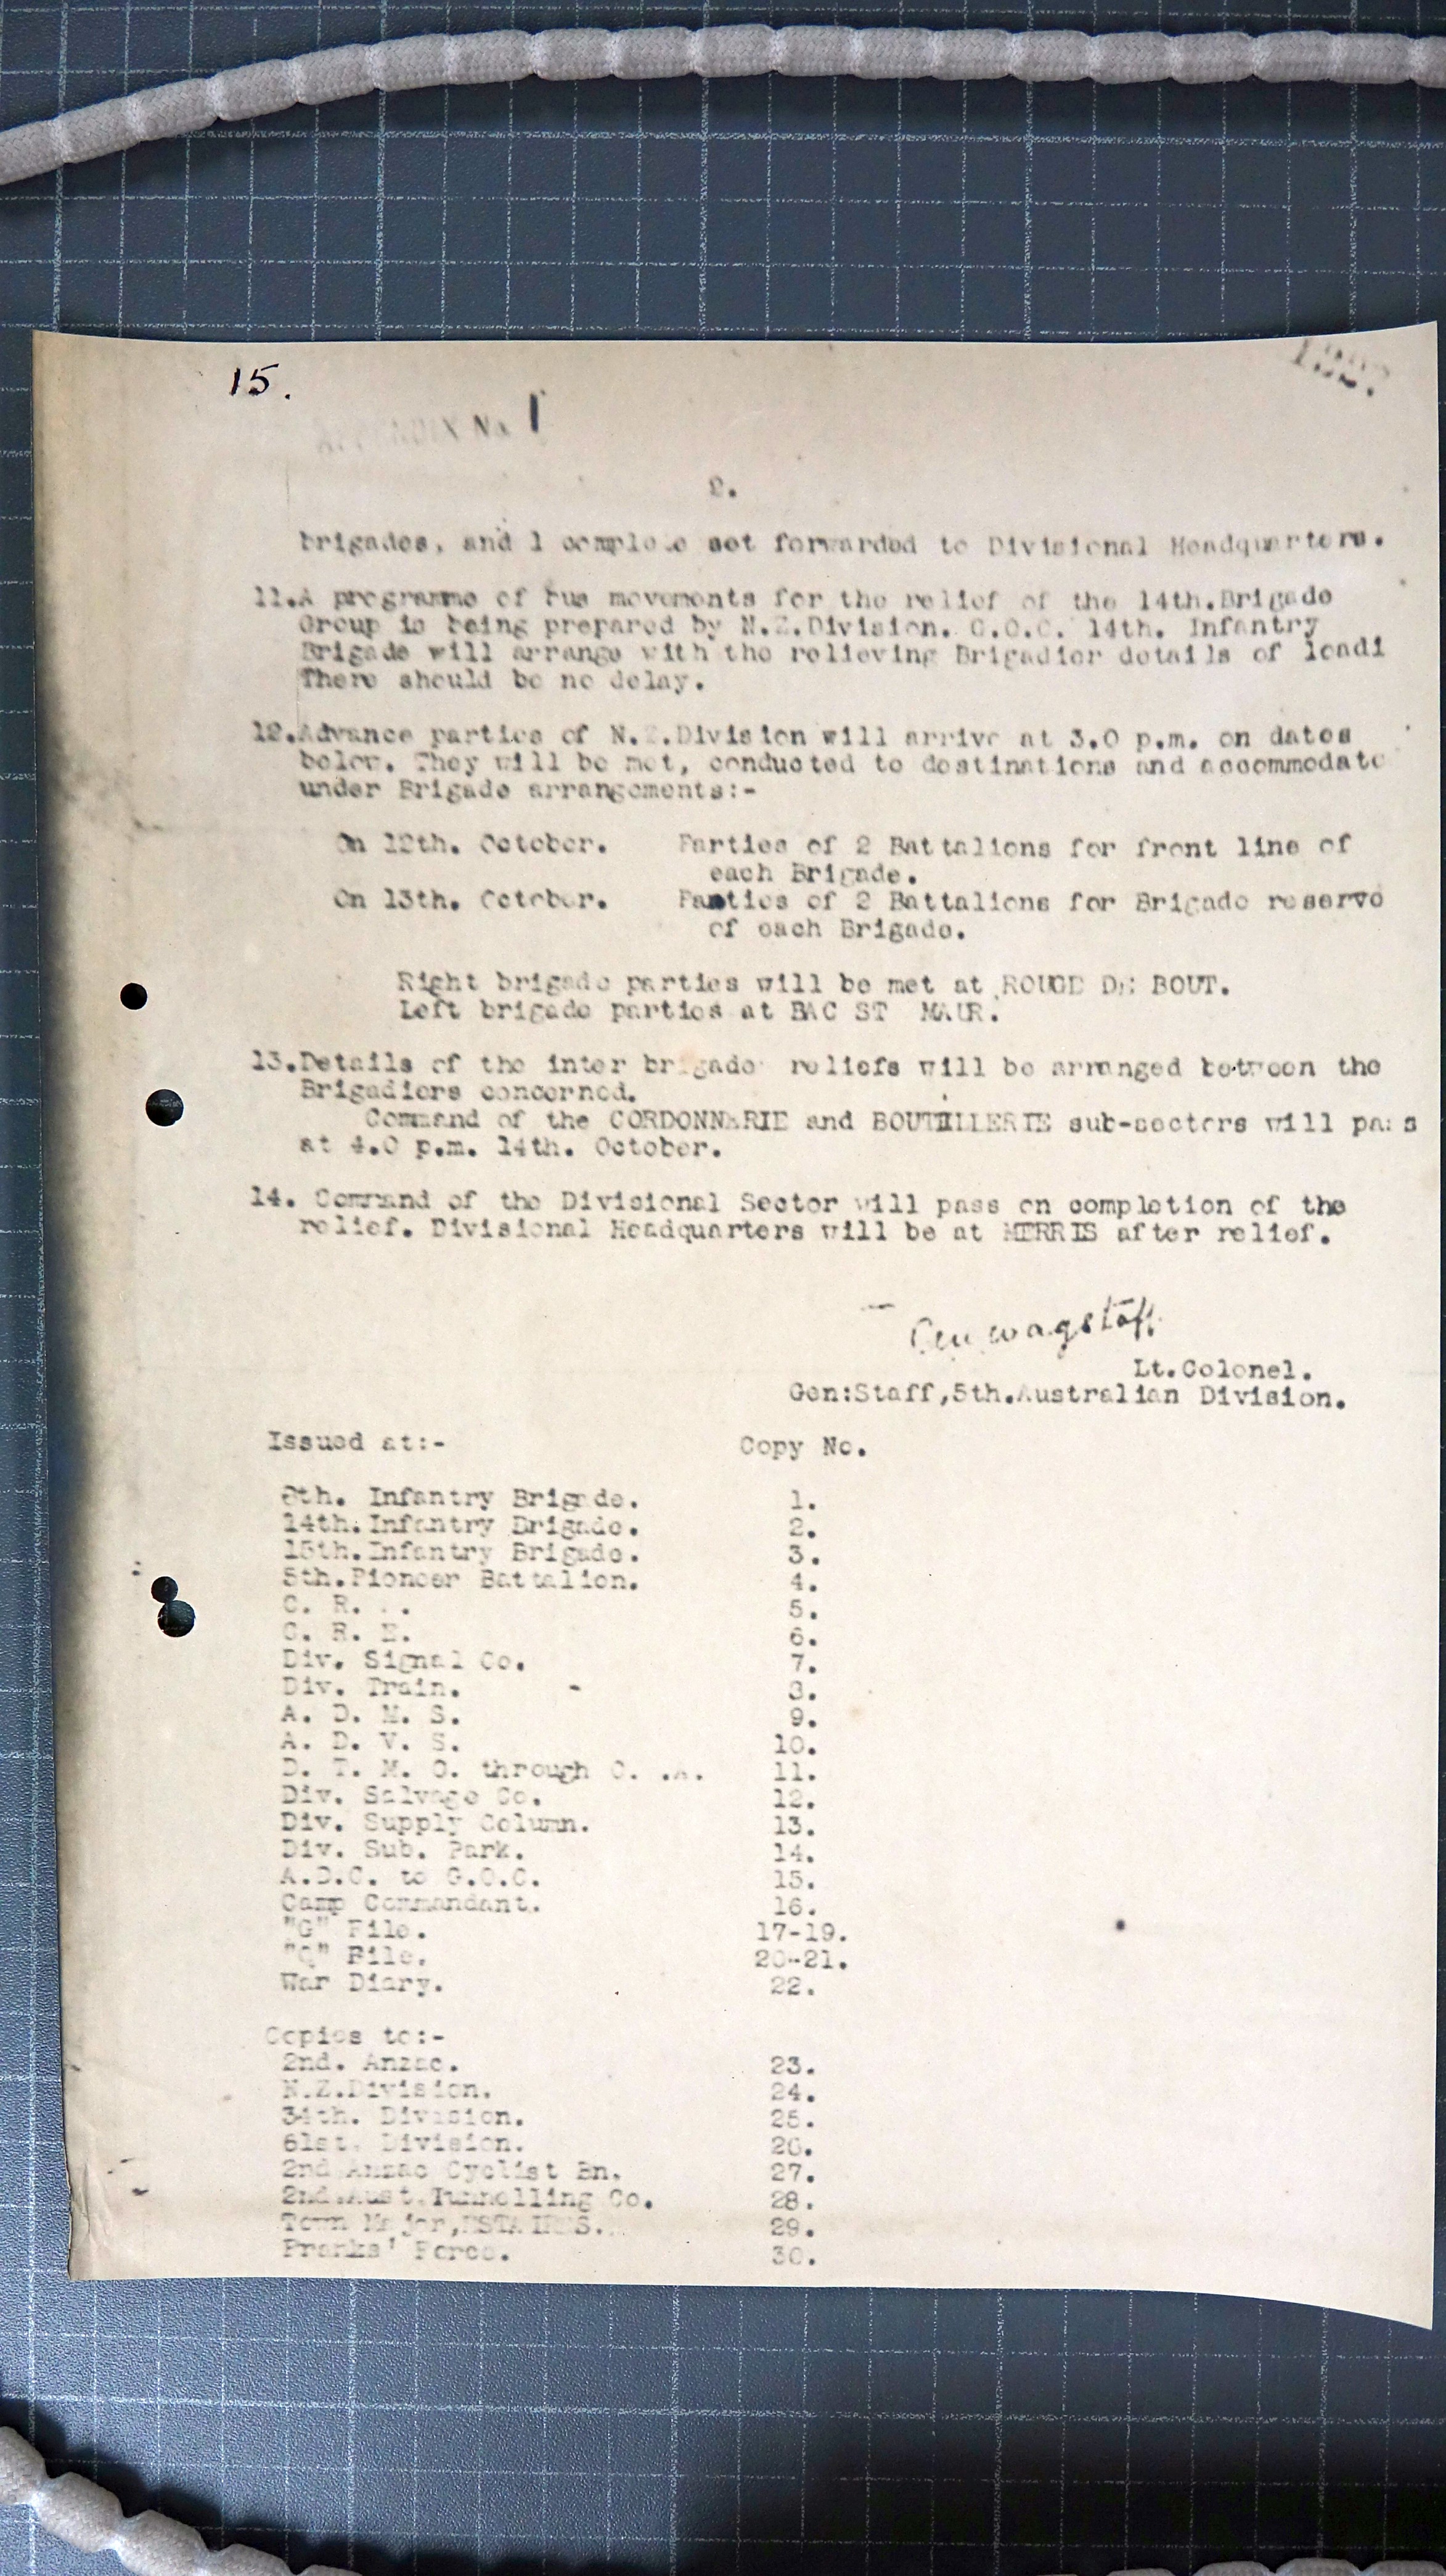 15.
APPENDIX No. 1
2.
brigades, and 1 complete set forwarded to Divisional Headquarters.
11.A programme of bus movements for the relief of the 14th.Brigade
Group is being prepared by N.Z.Division. G.O.C. 14th. Infantry
Brigade will arrange with the relieving Brigadier details of loadi
There should be no delay.
12.Advance parties of N.Z.Division will arrive at 3.0 p.m. on dates
below. They will be met, conducted to destinations and accommodate
under Brigade arrangements:-
On 12th. October. Parties of 2 Battalions for front line of
each Brigade.
On 13th. October. Parties of 2 Battalions for Brigade reserve
of each Brigade.
Right brigade parties will be met at ROUGE DE BOUT.
Left brigade parties at BAC ST MAUR.
13.Details of the inter brigade reliefs will be arranged between the
Brigadiers concerned.
Command of the CORDONNARIE and BOUTILLERIE sub-sectors will pass
at 4.0 p.m. 14th. October.
14. Command of the Divisional Sector will pass on completion of the
relief. Divisional Headquarters will be at MERRIS after relief.
Wagstaff
Lt.Colonel.
Gen:Staff,5th.Australian Division.
Issued at:- Copy No.
8th. Infantry Brigade. 1.
14th.Infantry Brigade. 2.
15th.Infantry Brigade. 3.
5th.Pioneer Battalion. 4.
C. R. . 5.
C. R. E. 6.
Div. Signal Co. 7.
Div. Train. 8.
A. D. M. S. 9.
A. D. V. S. 10.
D. T. M. O. through C. .A. 11.
Div. Salvage Co. 12.
Div. Supply Column. 13.
Div. Sub. Park. 14.
A.D.C. to G.O.C. 15.
Camp Commandant. 16.
"G" File. 17-19.
"Q" File. 20-21.
War Diary. 22.
Copies to:-
2nd. Anzac. 23.
N.Z.Division. 24.
34th. Division. 25.
61st. Division. 26.
2nd.Anzac Cyclist Bn. 27.
2nd.Aust.Tunnelling Co. 28.
Town Major,ESTAIRES. 29.
Franks' Force. 30.